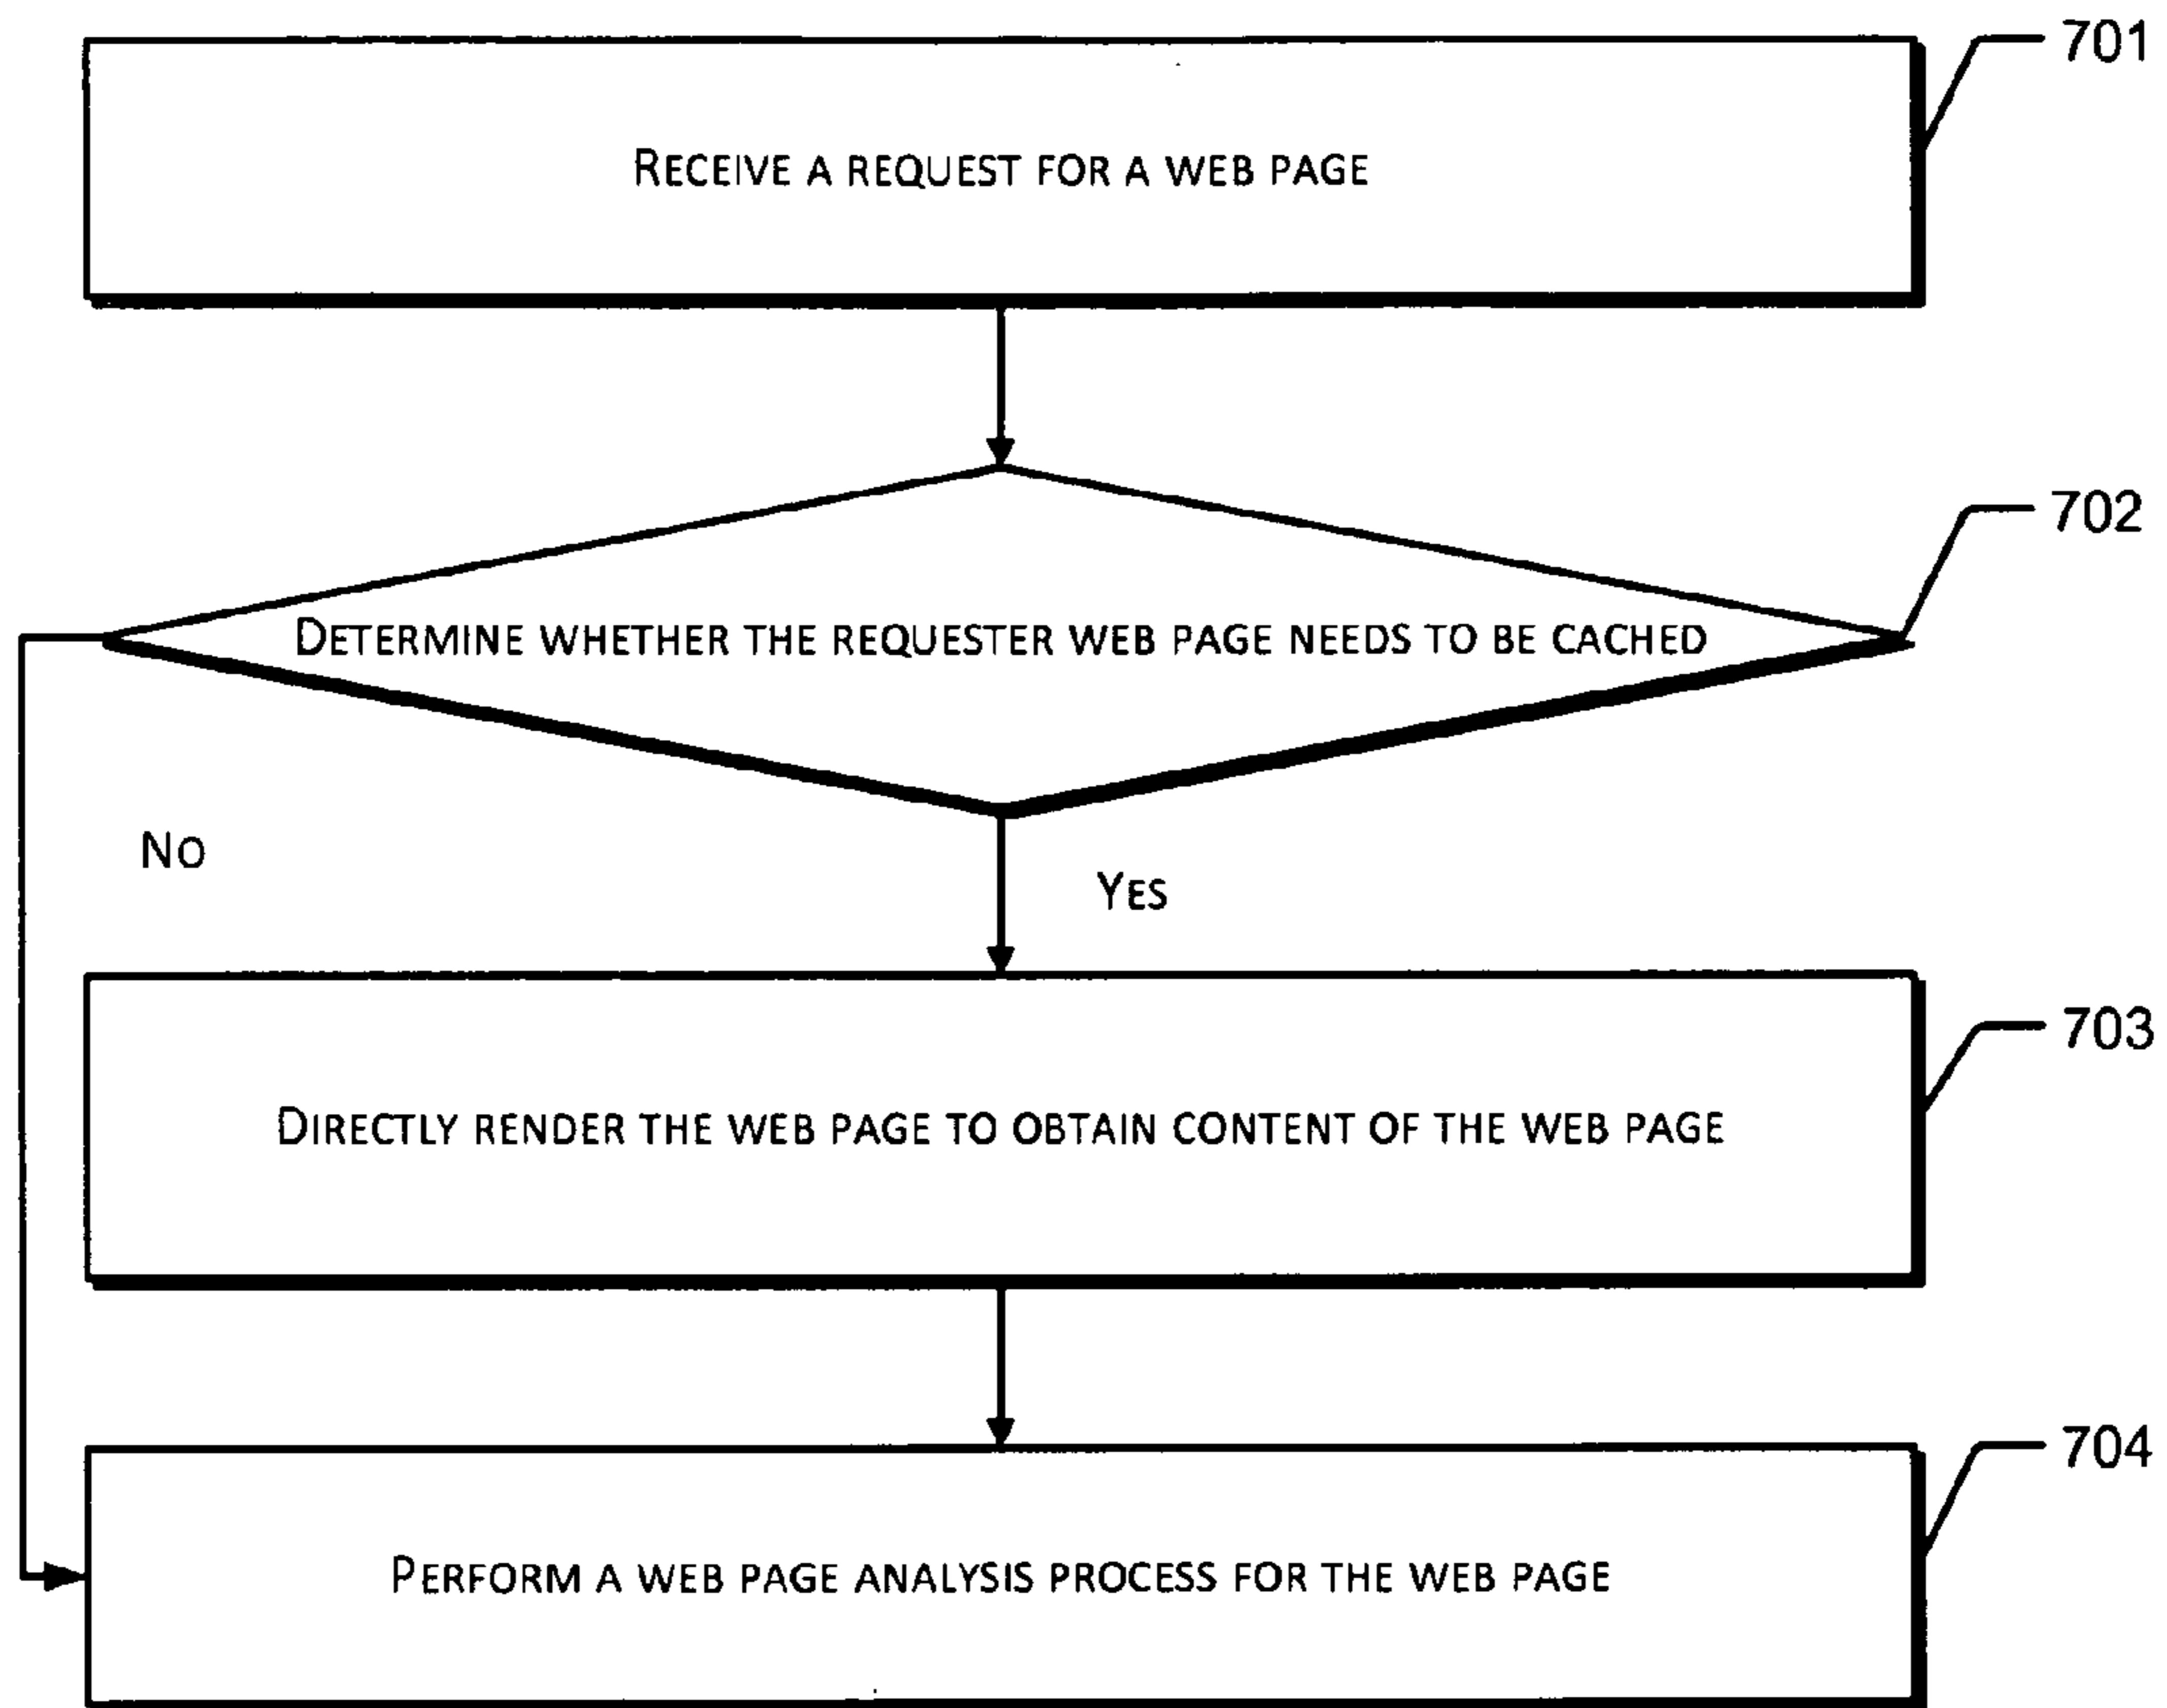 701
RECEIVE A REQUEST FOR A WEB PAGE
702
DETERMINE WHETHER THE REQUESTER WEB PAGE NEEDS TO BE CACHED
NO
YES
703
DIRECTLY RENDER THE WEB PAGE TO OBTAIN CONTENT OF THE WEB PAGE
704
PERFORM A WEB PAGE ANALYSIS PROCESS FOR THE WEB PAGE